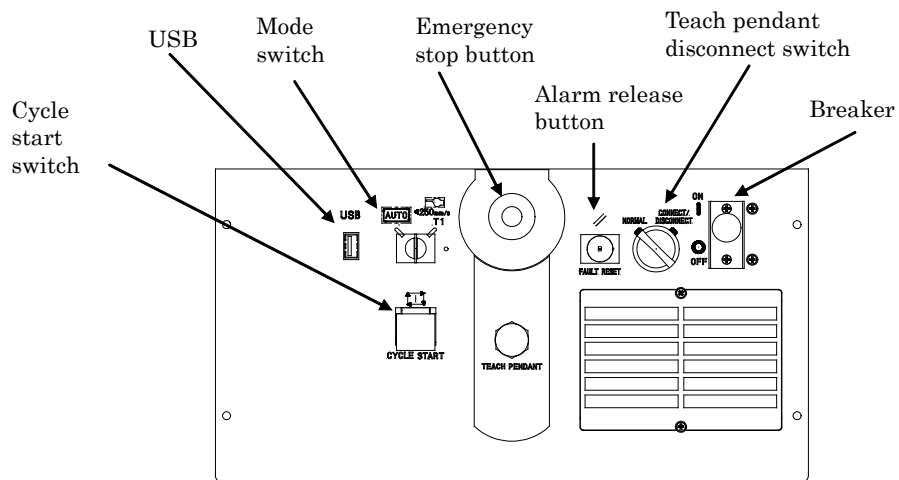 USB
Mode
switch
Emergency
stop button
Teach pendant
disconnect switch
Cycle
start
switch
Alarm release
button
Breaker
USB
AUTO
<250mm/s
T1
NORMAL
CONNECT/
DISCONNECT
ON
OFF
FAULT RESET
CYCLE START
TEACH PENDANT